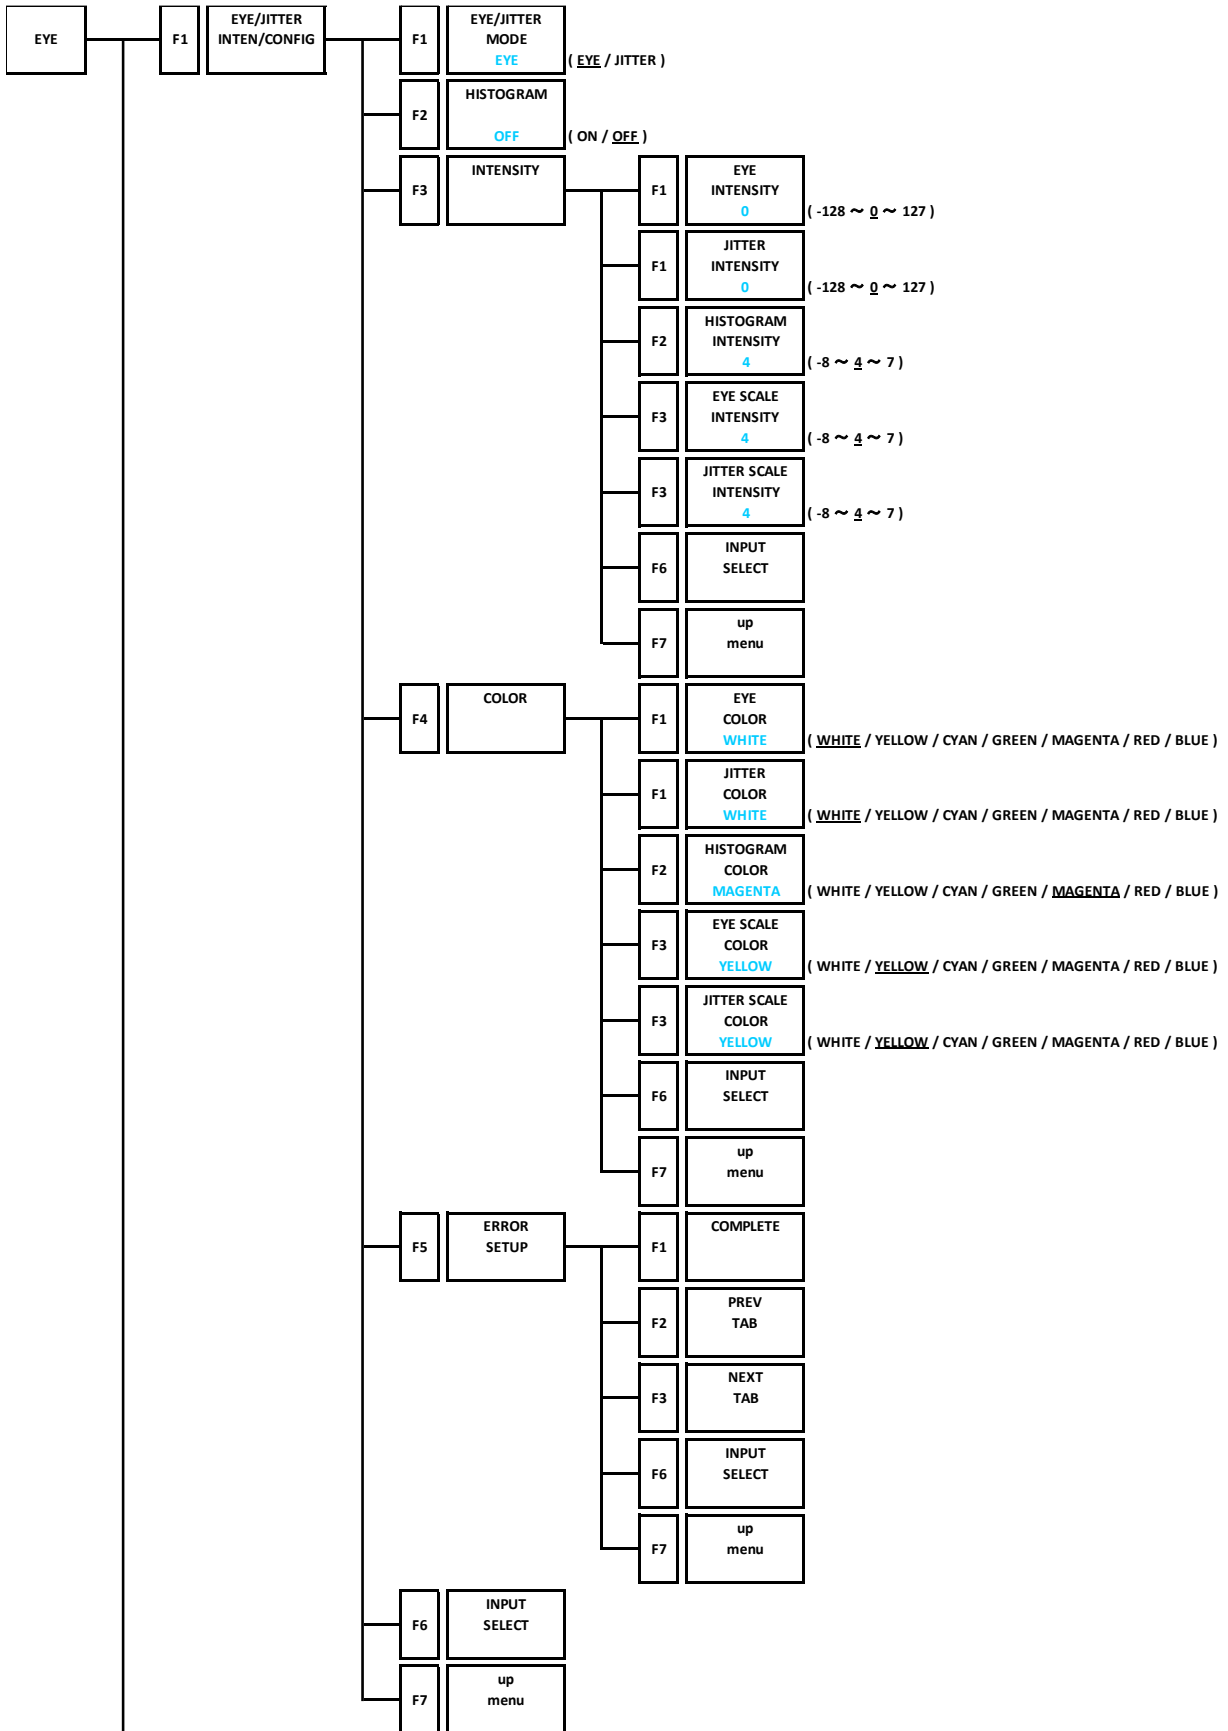 EYE
F1
EYE/JITTER
INTEN/CONFIG
F1
EYE/JITTER
MODE
EYE
( EYE / JITTER )
F2
HISTOGRAM
OFF
( ON / OFF )
F3
INTENSITY
F1
EYE
INTENSITY
0
( -128 ~ 0 ~ 127 )
F1
JITTER
INTENSITY
0
( -128 ~ 0 ~ 127 )
F2
HISTOGRAM
INTENSITY
4
( -8 ~ 4 ~ 7 )
F3
EYE SCALE
INTENSITY
4
( -8 ~ 4 ~ 7 )
F3
JITTER SCALE
INTENSITY
4
( -8 ~ 4 ~ 7 )
F6
INPUT
SELECT
F7
up
menu
F4
COLOR
F1
EYE
COLOR
WHITE
( WHITE / YELLOW / CYAN / GREEN / MAGENTA / RED / BLUE )
F1
JITTER
COLOR
WHITE
( WHITE / YELLOW / CYAN / GREEN / MAGENTA / RED / BLUE )
F2
HISTOGRAM
COLOR
MAGENTA
( WHITE / YELLOW / CYAN / GREEN / MAGENTA / RED / BLUE )
F3
EYE SCALE
COLOR
YELLOW
( WHITE / YELLOW / CYAN / GREEN / MAGENTA / RED / BLUE )
F3
JITTER SCALE
COLOR
YELLOW
( WHITE / YELLOW / CYAN / GREEN / MAGENTA / RED / BLUE )
F6
INPUT
SELECT
F7
up
menu
F5
ERROR
SETUP
F1
COMPLETE
F2
PREV
TAB
F3
NEXT
TAB
F6
INPUT
SELECT
F7
up
menu
F6
INPUT
SELECT
F7
up
menu